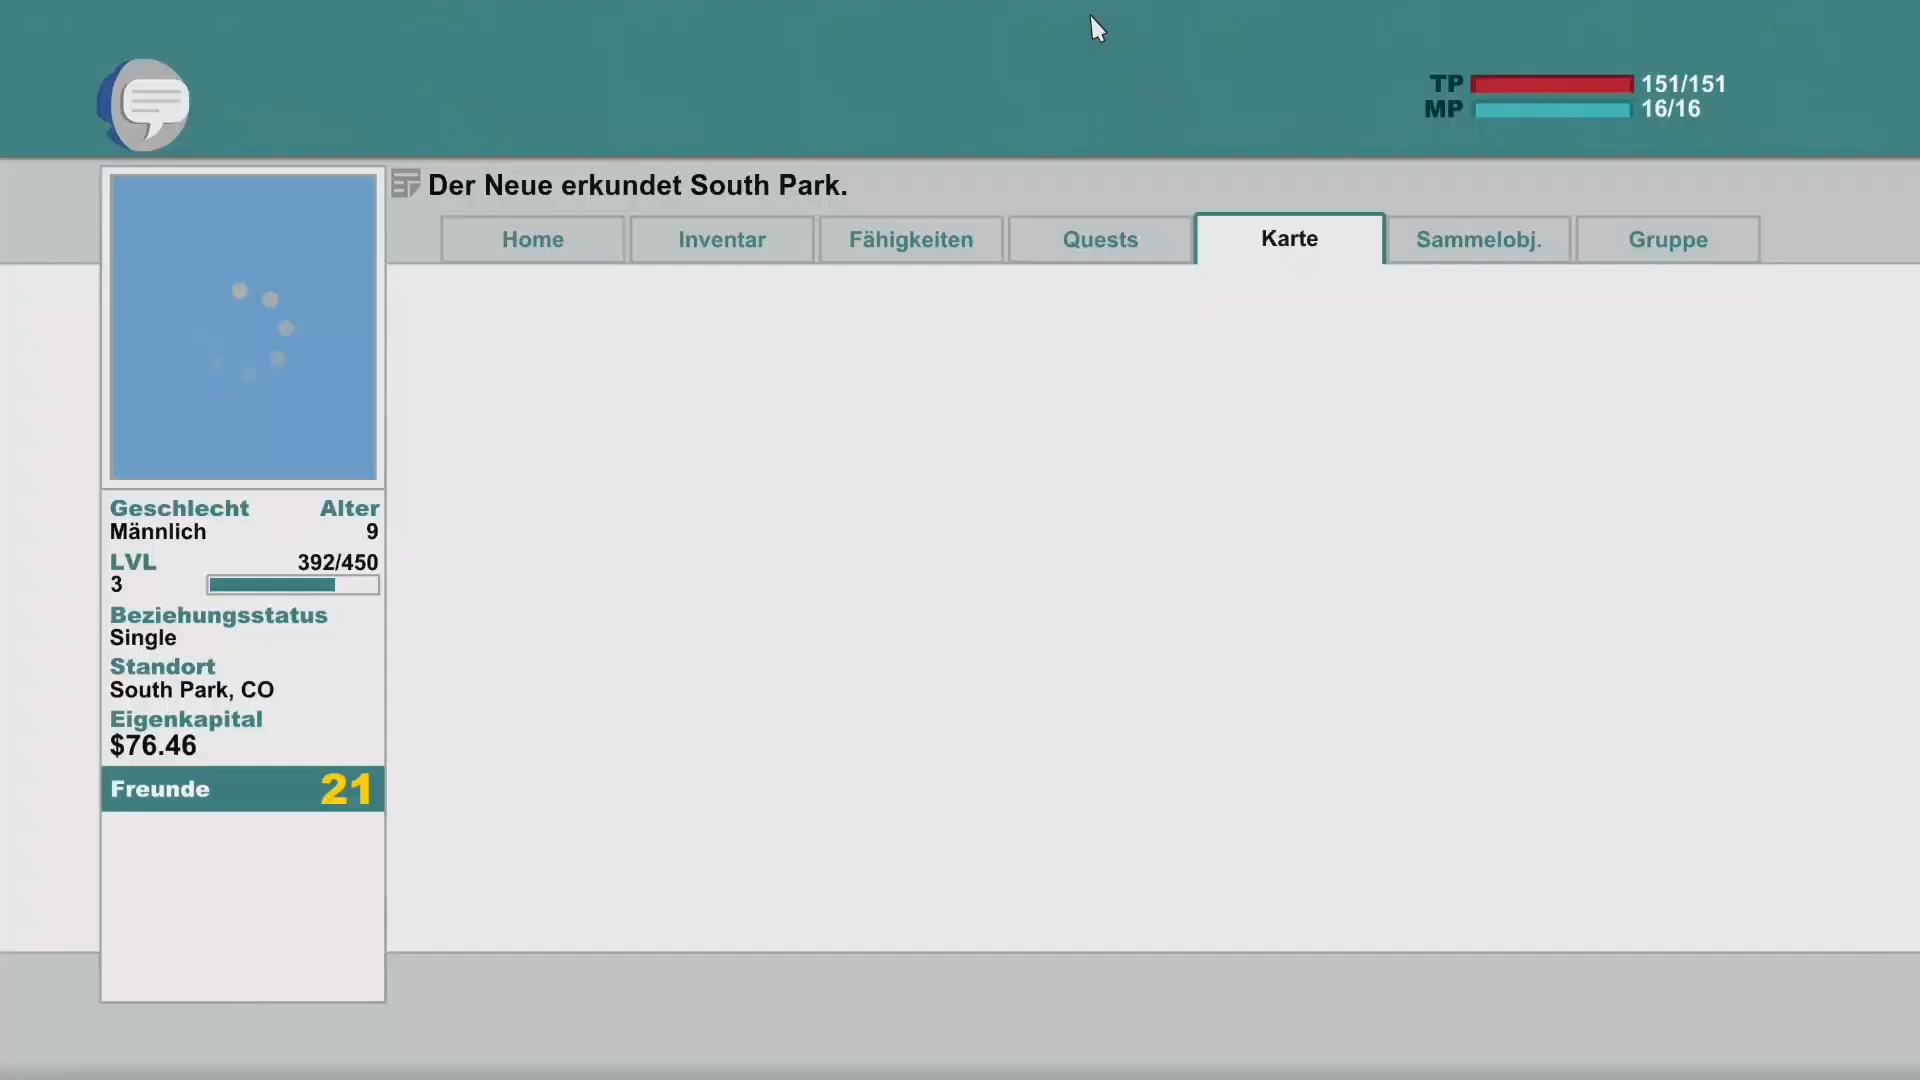 TP 151/151
MP 16/16
Der Neue erkundet South Park.
Home Inventar Fähigkeiten Quests Karte Sammelobj. Gruppe
Geschlecht Alter
Männlich 9
LVL 392/450
3
Beziehungsstatus
Single
Standort
South Park, CO
Eigenkapital
$76.46
Freunde 21